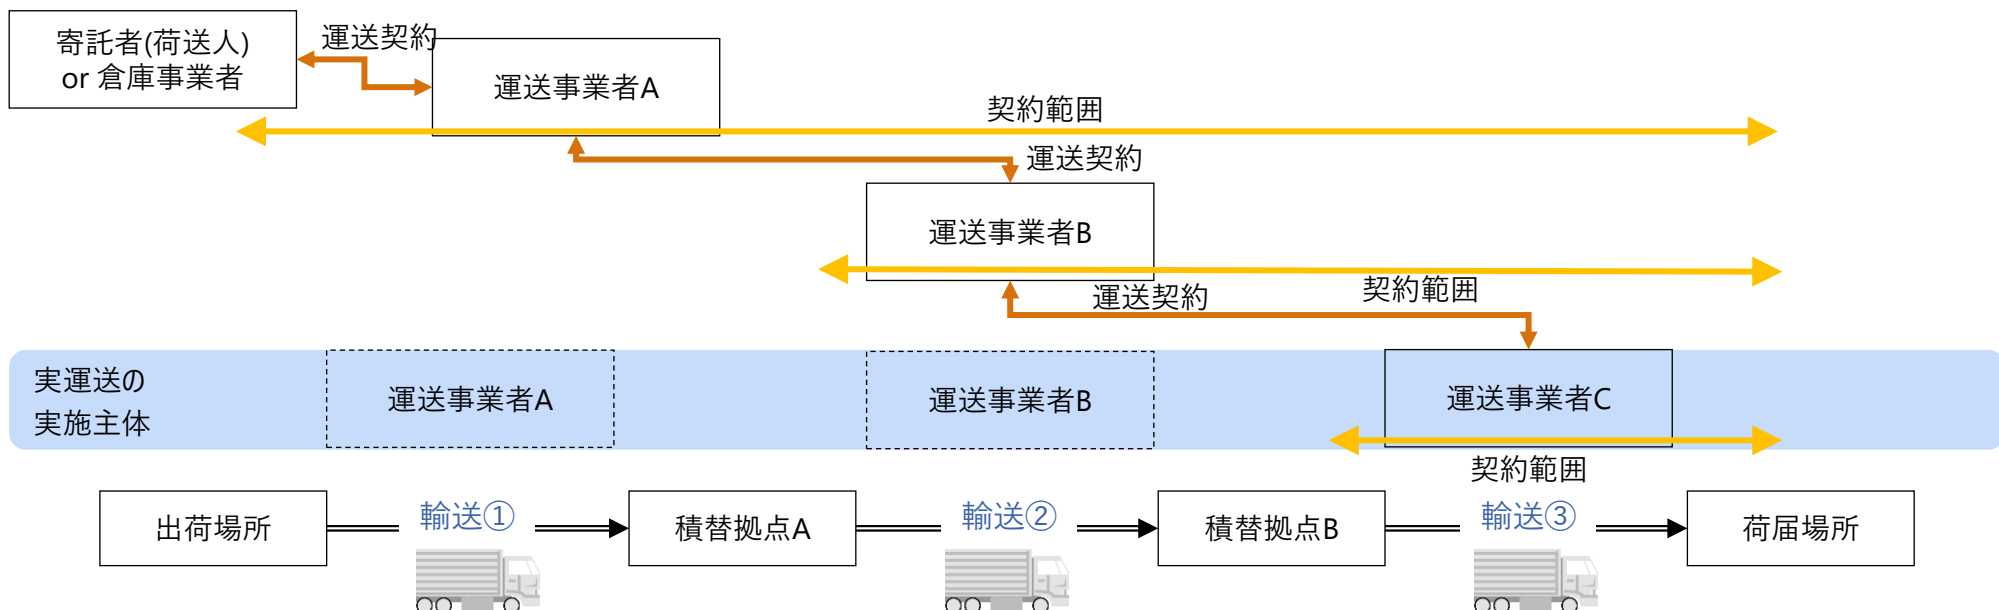 寄託者(荷送人)
or 倉庫事業者
運送契約
運送事業者A
契約範囲
運送契約
運送事業者B
運送契約
契約範囲
実運送の
実施主体
運送事業者A
運送事業者B
運送事業者C
契約範囲
出荷場所
輸送①
積替拠点A
輸送②
積替拠点B
輸送③
荷届場所